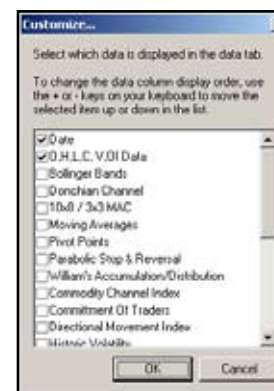 Customize...
Select which data is displayed in the data tab.
To change the data column display order, use
the + or - keys on your keyboard to move the
selected item up or down in the list.
Date
O,H,L,C, V,OI Data
Bollinger Bands
Donchian Channel
10x8 / 3x3 MAC
Moving Averages
Pivot Points
Parabolic Stop & Reversal
William's Accumulation/Distribution
Commodity Channel Index
Commitment Of Traders
Directional Movement Index
Historic Volatility
OK Cancel